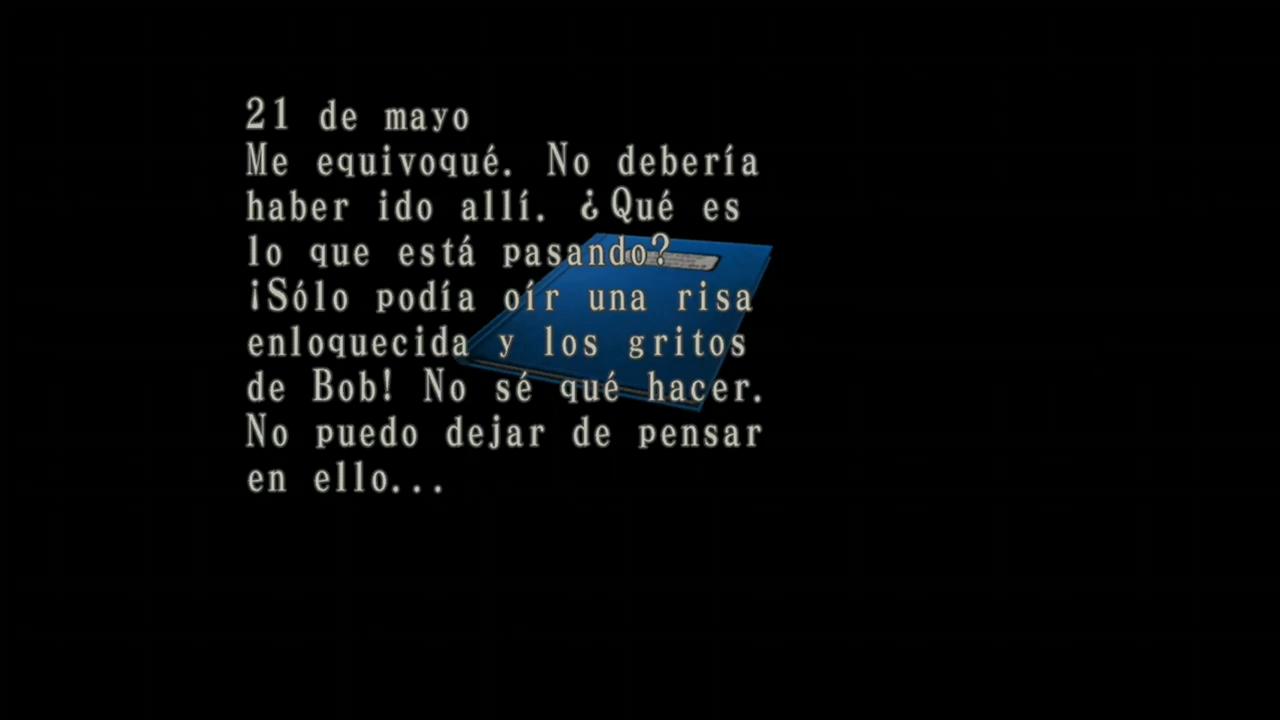 21 de mayo
Me equivoqué. No debería
haber ido allí. ¿Qué es
lo que está pasando?
¡Sólo podía oír una risa
enloquecida y los gritos
de Bob! No sé qué hacer.
No puedo dejar de pensar
en ello...